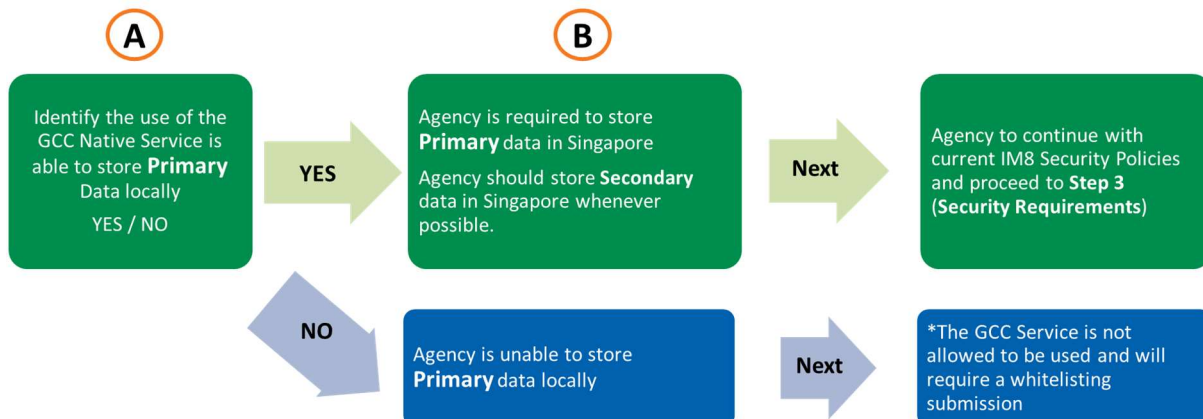 A
B
Identify the use of the
GCC Native Service is
able to store Primary
Data locally
YES / NO
YES
Agency is required to store
Primary data in Singapore
Agency should store Secondary
data in Singapore whenever
possible.
Next
Agency to continue with
current IM8 Security Policies
and proceed to Step 3
(Security Requirements)
NO
Agency is unable to store
Primary data locally
Next
*The GCC Service is not
allowed to be used and will
require a whitelisting
submission